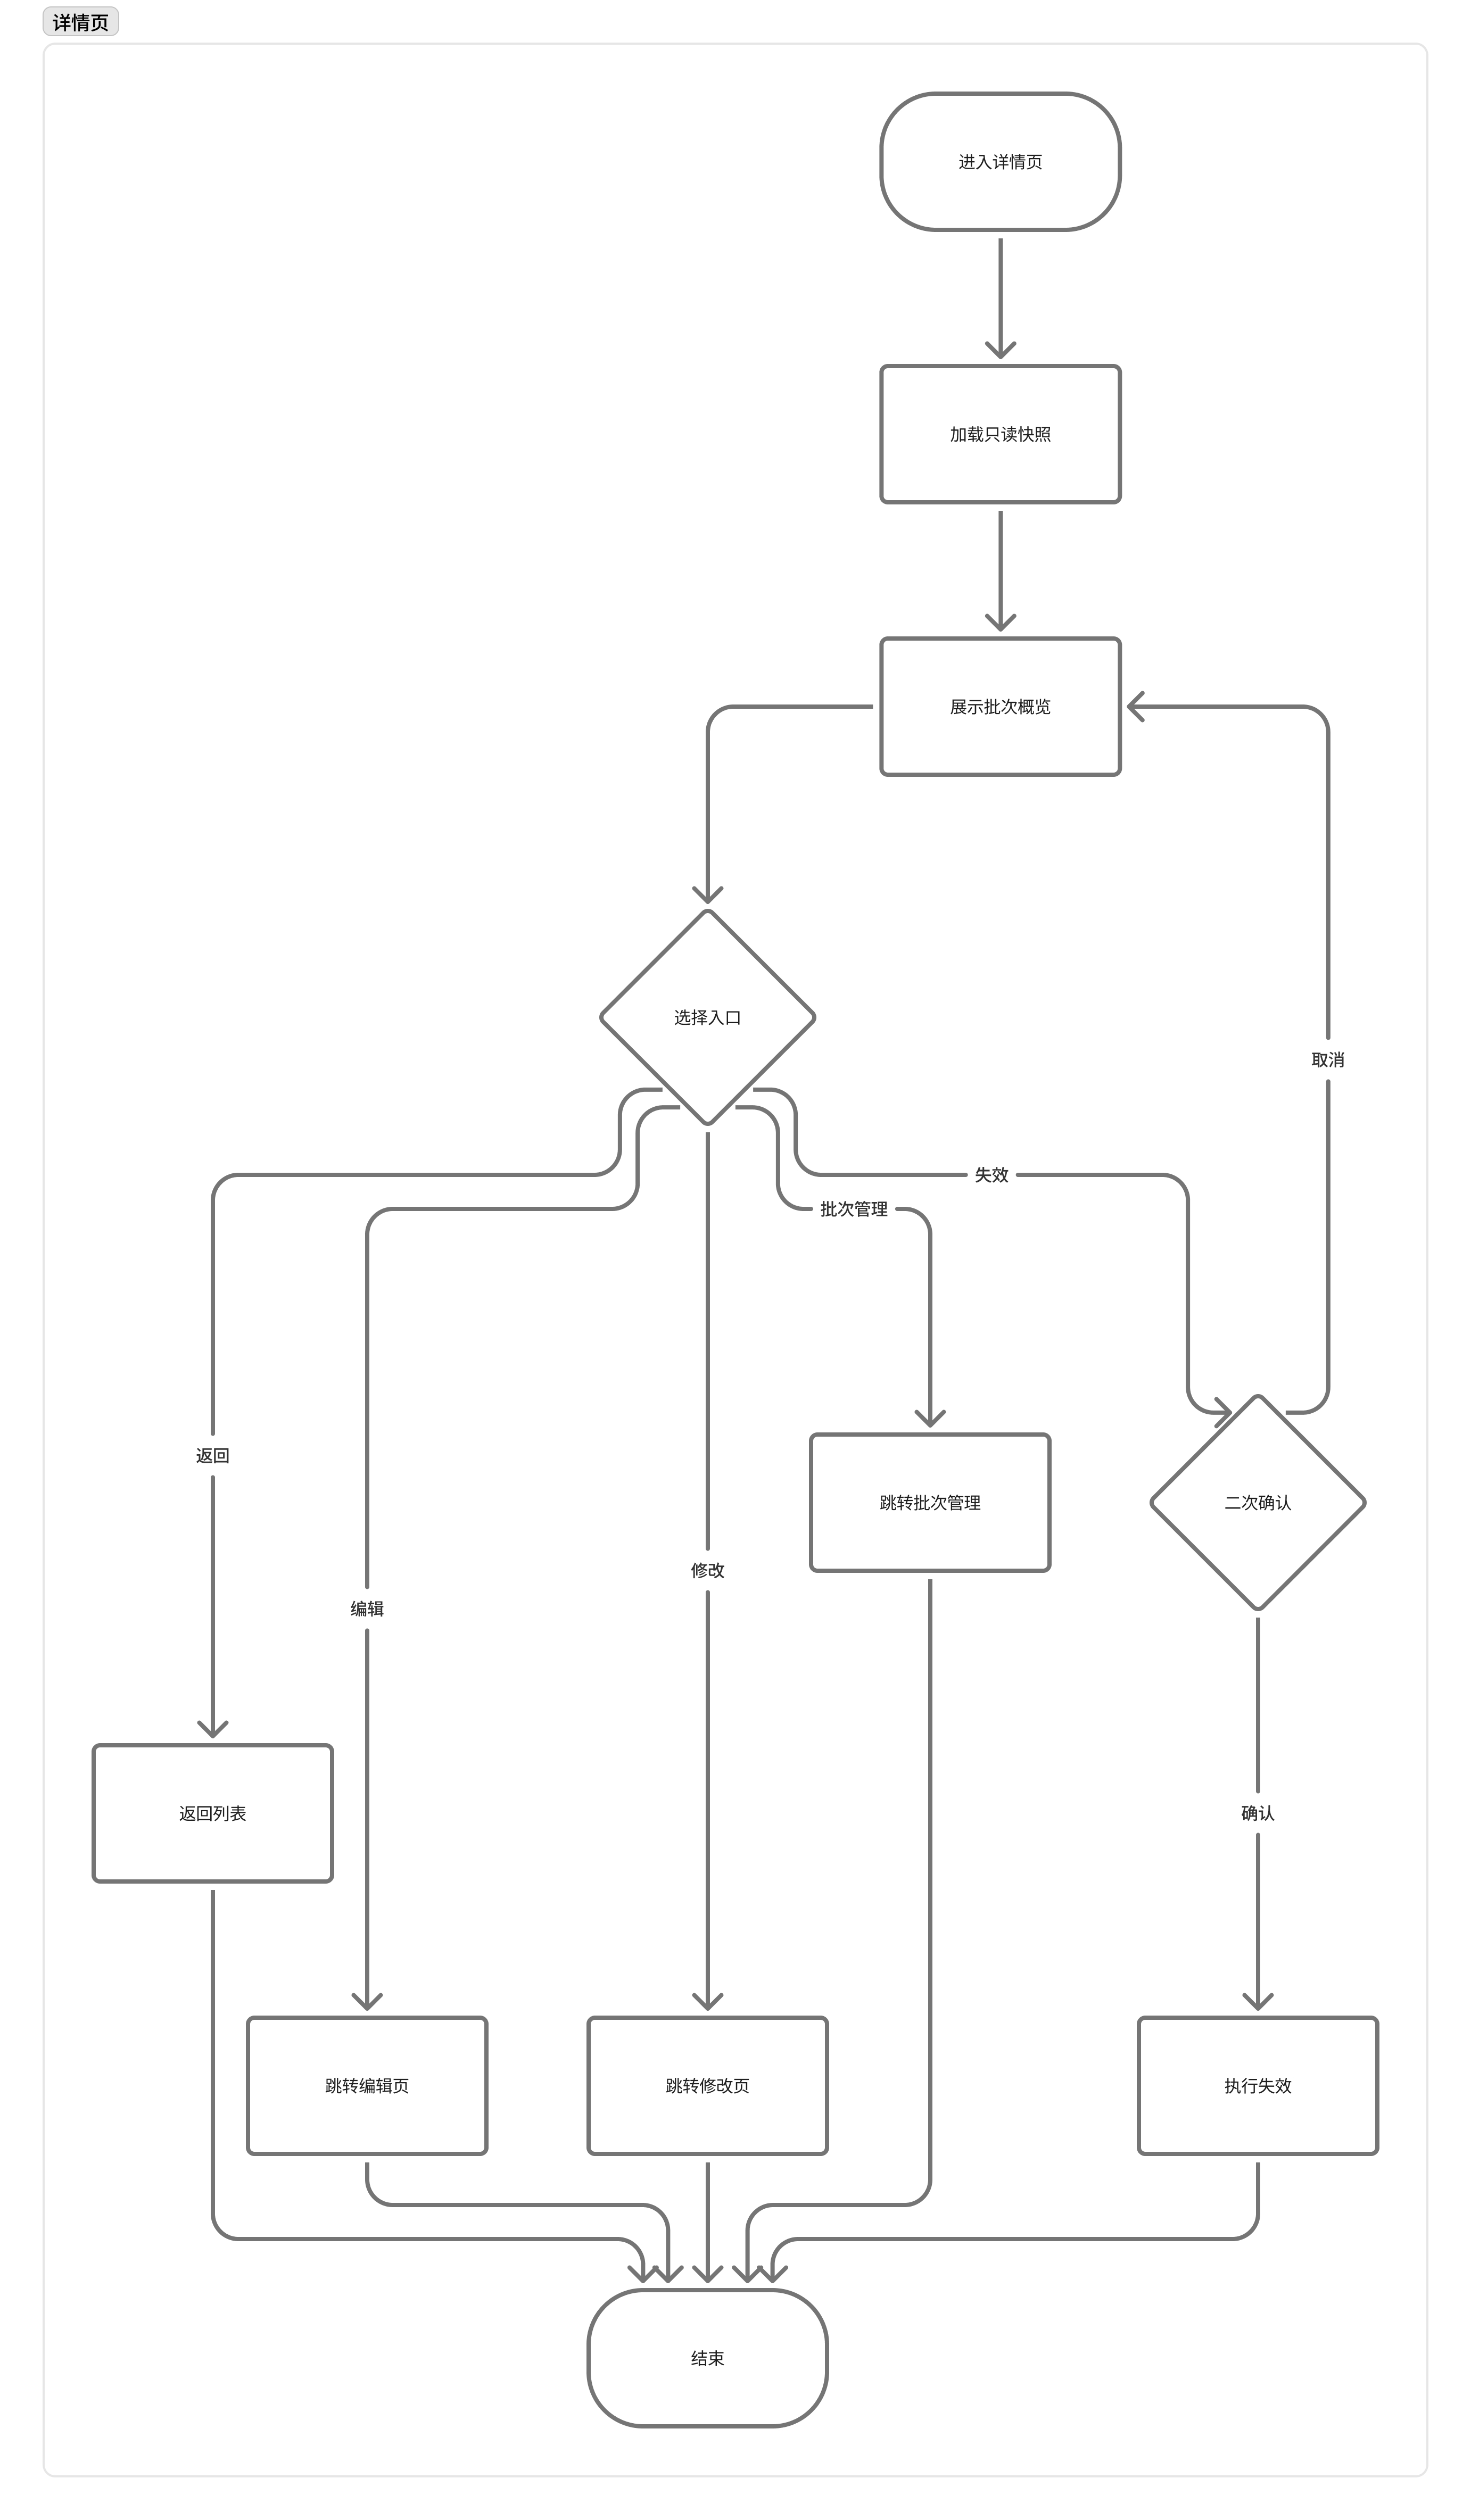 详情页
进入详情页
加载只读快照
展示批次概览
选择入口
取消
失效
批次管理
返回
跳转批次管理
二次确认
修改
编辑
返回列表
确认
跳转编辑页
跳转修改页
执行失效
结束